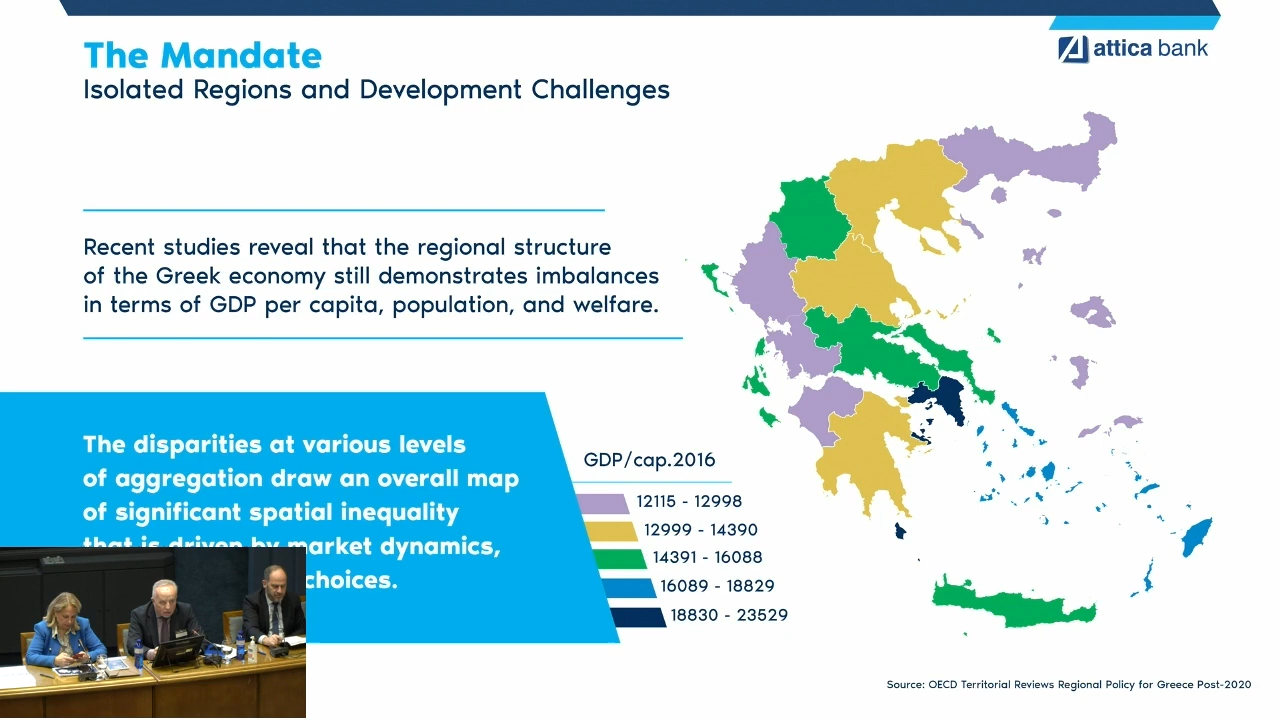 The Mandate
Isolated Regions and Development Challenges
attica bank
Recent studies reveal that the regional structure
of the Greek economy still demonstrates imbalances
in terms of GDP per capita, population, and welfare.
The disparities at various levels
of aggregation draw an overall map
of significant spatial inequality
that is driven by market dynamics,
choices.
GDP/cap.2016
12115 - 12998
12999 - 14390
14391 - 16088
16089 - 18829
18830 - 23529
Source: OECD Territorial Reviews Regional Policy for Greece Post-2020